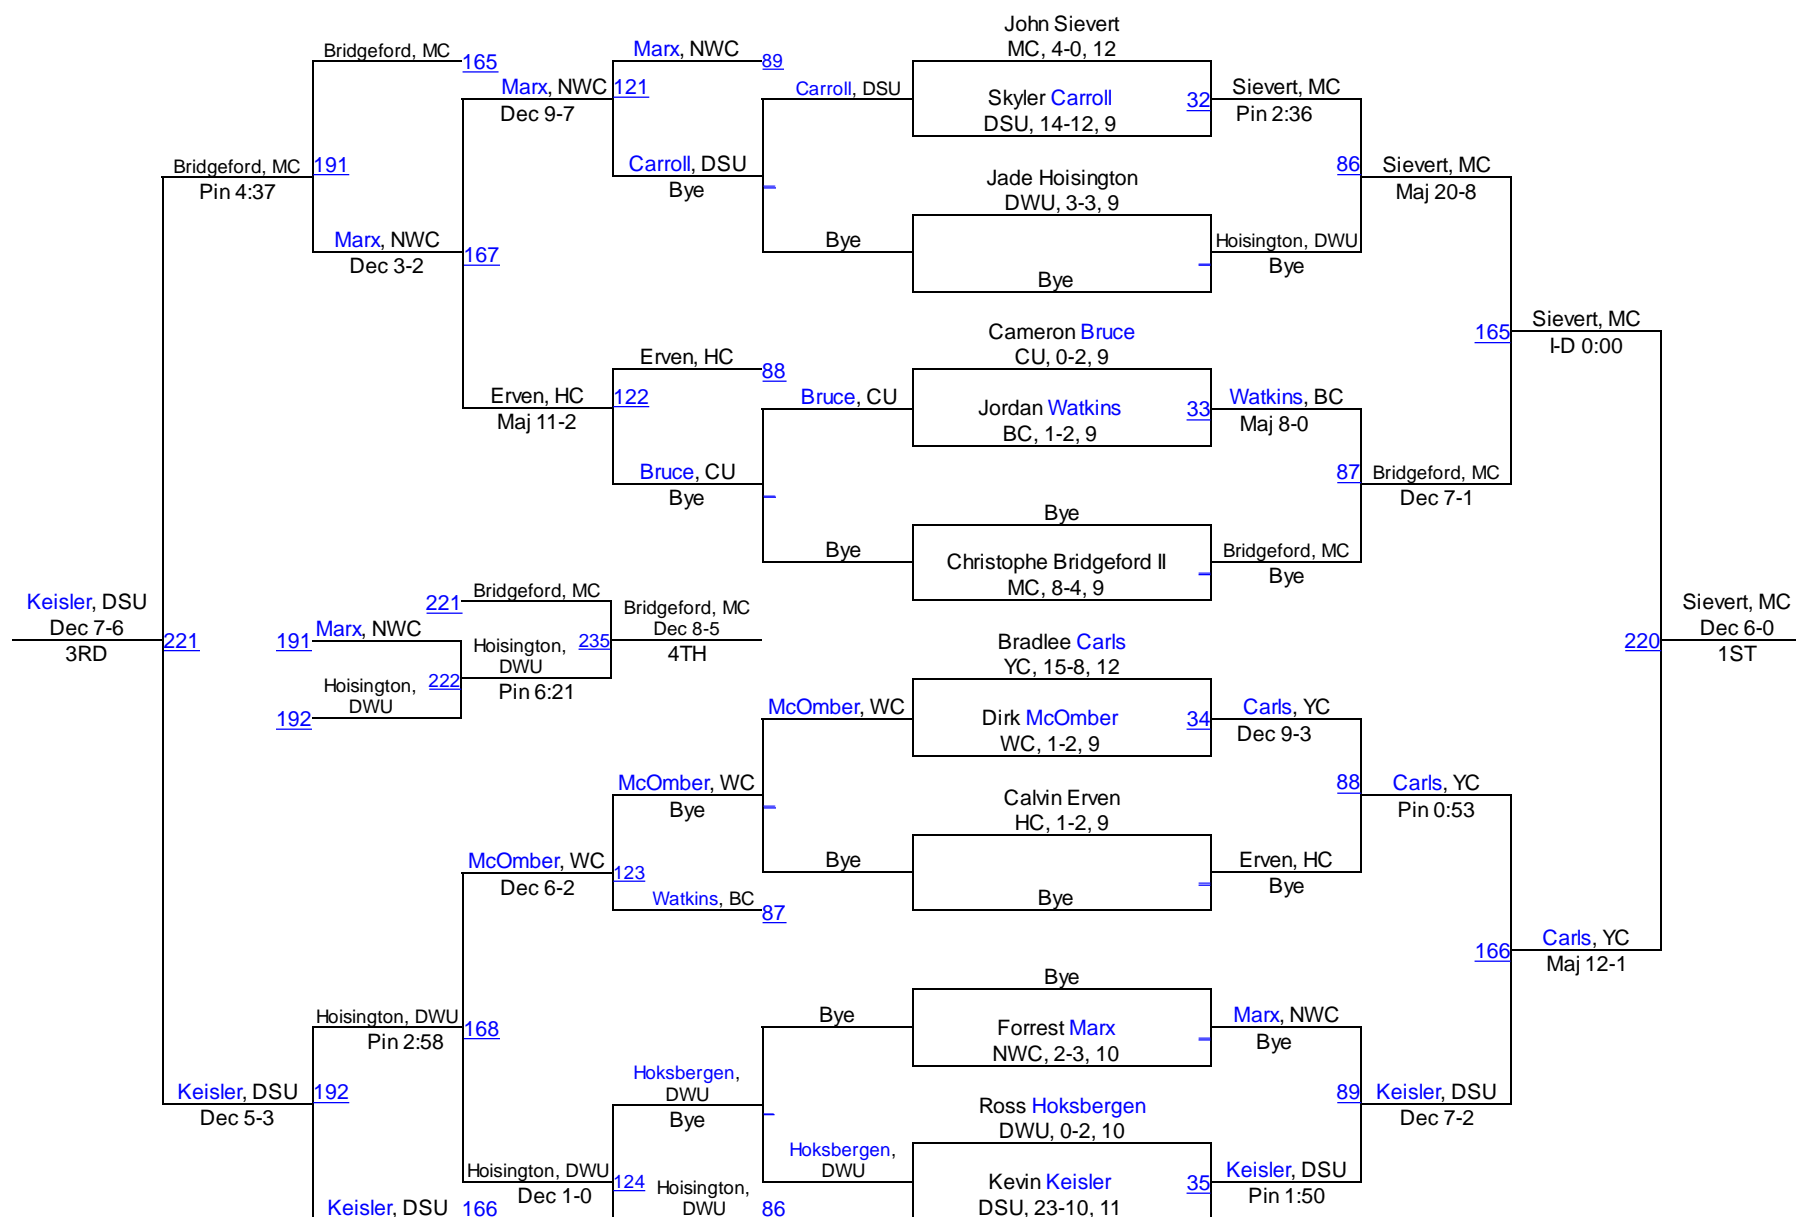 John Sievert
MC, 4-0, 12
Bridgeford, MC
165
Marx, NWC
89
Marx, NWC
121
Dec 9-7
Carroll, DSU
Skyler Carroll
DSU, 14-12, 9
32
Sievert, MC
Pin 2:36
Bridgeford, MC
191
Pin 4:37
Carroll, DSU
Bye
Jade Hoisington
DWU, 3-3, 9
86
Sievert, MC
Maj 20-8
Marx, NWC
Dec 3-2
167
Bye
Bye
Hoisington, DWU
Bye
Cameron Bruce
CU, 0-2, 9
165
Sievert, MC
I-D 0:00
Erven, HC
88
Erven, HC
122
Maj 11-2
Bruce, CU
Jordan Watkins
BC, 1-2, 9
33
Watkins, BC
Maj 8-0
Bruce, CU
Bye
87
Bridgeford, MC
Dec 7-1
Bye
Bye
Christophe Bridgeford II
MC, 8-4, 9
Bridgeford, MC
Bye
Keisler, DSU
Dec 7-6
3RD
221
221
Bridgeford, MC
191
Marx, NWC
Hoisington,
DWU
Pin 6:21
235
Bridgeford, MC
Dec 8-5
4TH
222
Hoisington,
DWU
192
Sievert, MC
Dec 6-0
1ST
220
Bradlee Carls
YC, 15-8, 12
McOmber, WC
Dirk McOmber
WC, 1-2, 9
34
Carls, YC
Dec 9-3
McOmber, WC
Bye
Calvin Erven
HC, 1-2, 9
88
Carls, YC
Pin 0:53
McOmber, WC
Dec 6-2
123
Bye
Bye
Erven, HC
Bye
Watkins, BC
87
166
Carls, YC
Maj 12-1
Bye
Hoisington, DWU
Pin 2:58
168
Bye
Forrest Marx
NWC, 2-3, 10
Marx, NWC
Bye
Keisler, DSU
Dec 5-3
192
Hoksbergen,
DWU
Bye
Ross Hoksbergen
DWU, 0-2, 10
89
Keisler, DSU
Dec 7-2
Hoisington, DWU
Dec 1-0
124
Hoksbergen,
DWU
Kevin Keisler
DSU, 23-10, 11
35
Keisler, DSU
Pin 1:50
Keisler, DSU
166
Hoisington,
DWU
86